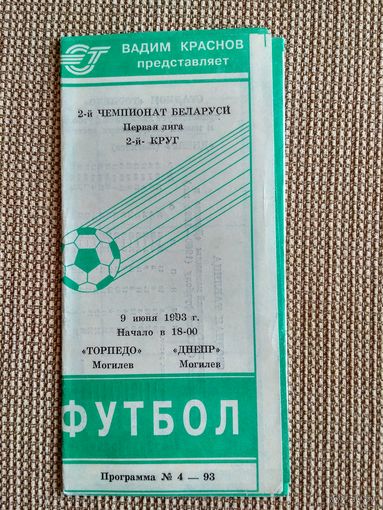 ВАДИМ КРАСНОВ
представляет
2-й ЧЕМПИОНАТ БЕЛАРУСИ
Первая лига
2-й- КРУГ
9 июня 1993 г.
Начало в 18-00
«ТОРПЕДО» «ДНЕПР»
Могилев Могилев
ФУТБОЛ
Программа № 4 — 93